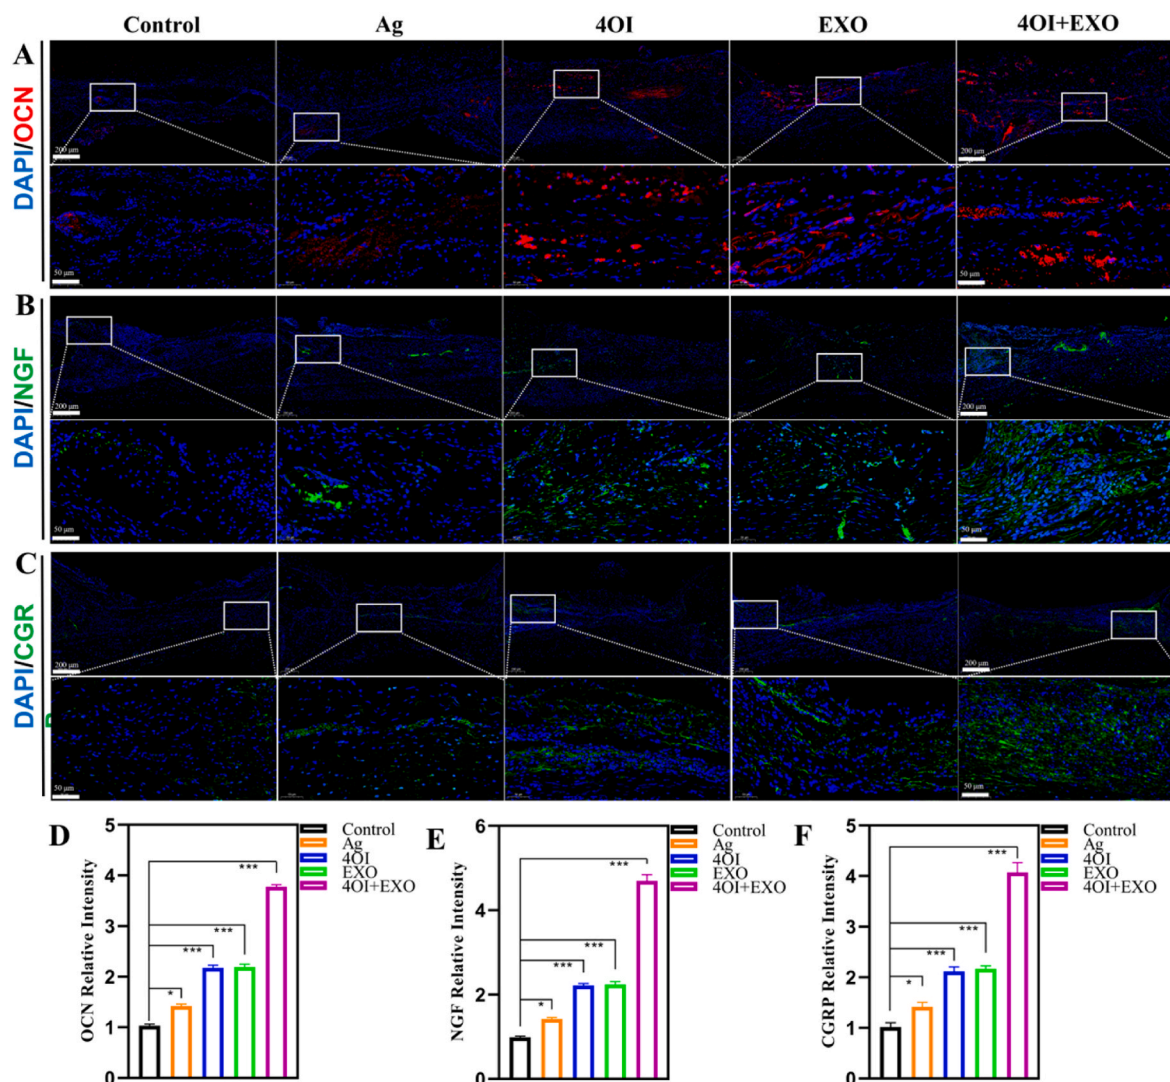 Control Ag 4OI EXO 4OI+EXO
A
DAPI/OCN
200 μm
200 μm
50 μm
50 μm
B
DAPI/NGF
200 μm
200 μm
50 μm
50 μm
C
DAPI/CGR
P
200 μm
200 μm
50 μm
50 μm
D
OCN Relative Intensity
5
4
3
2
1
0
***
***
***
*
Control
Ag
4OI
EXO
4OI+EXO
E
NGF Relative Intensity
6
4
2
0
***
***
***
*
Control
Ag
4OI
EXO
4OI+EXO
F
CGRP Relative Intensity
5
4
3
2
1
0
***
***
***
*
Control
Ag
4OI
EXO
4OI+EXO